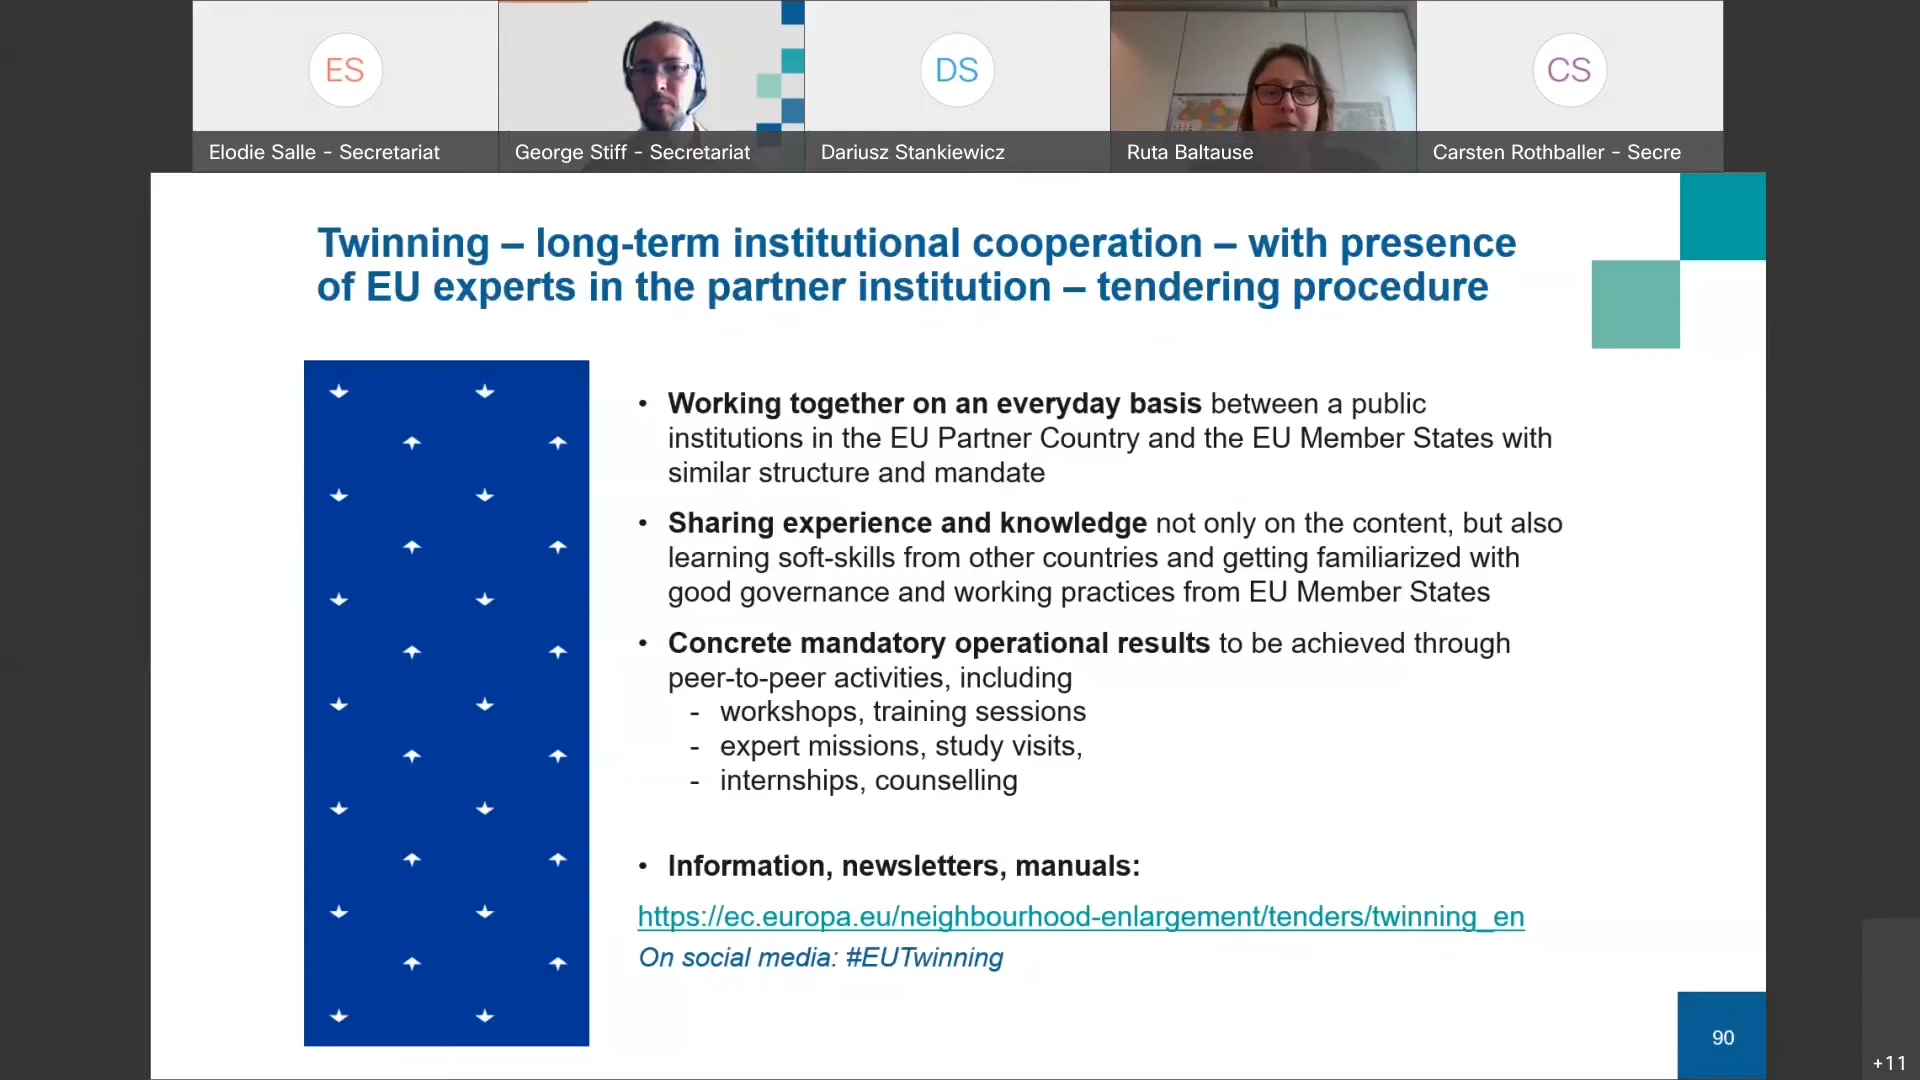 ES
DS
CS
Elodie Salle - Secretariat
George Stiff - Secretariat
Dariusz Stankiewicz
Ruta Baltause
Carsten Rothballer - Secre
Twinning – long-term institutional cooperation – with presence
of EU experts in the partner institution – tendering procedure
• Working together on an everyday basis between a public
institutions in the EU Partner Country and the EU Member States with
similar structure and mandate
• Sharing experience and knowledge not only on the content, but also
learning soft-skills from other countries and getting familiarized with
good governance and working practices from EU Member States
• Concrete mandatory operational results to be achieved through
peer-to-peer activities, including
- workshops, training sessions
- expert missions, study visits,
- internships, counselling
• Information, newsletters, manuals:
https://ec.europa.eu/neighbourhood-enlargement/tenders/twinning_en
On social media: #EUTwinning
90
+11